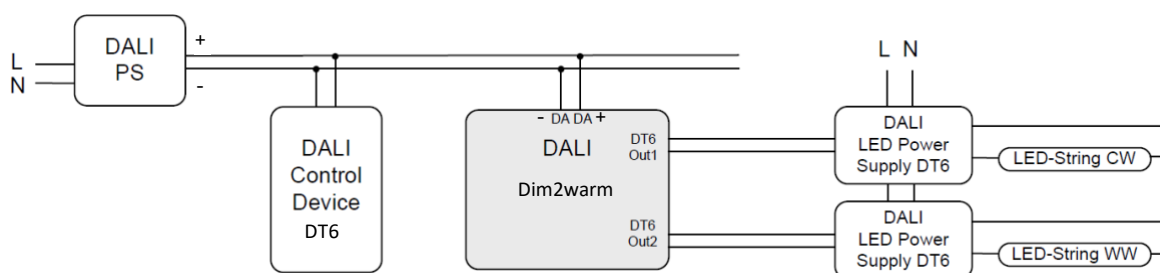 DALI
PS
L
N
+
-
DALI
Control
Device
DT6
- DA DA +
DALI
Dim2warm
DT6
Out1
DT6
Out2
L N
DALI
LED Power
Supply DT6
LED-String CW
DALI
LED Power
Supply DT6
LED-String WW